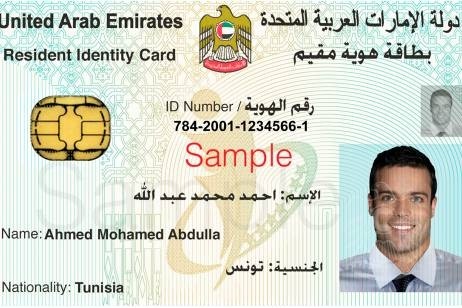 United Arab Emirates
دولة الإمارات العربية المتحدة
Resident Identity Card
بطاقة هوية مقيم
ID Number / رقم الهوية
784-2001-1234566-1
Sample
الإسم: احمد محمد عبد الله
Name: Ahmed Mohamed Abdulla
الجنسية: تونس
Nationality: Tunisia